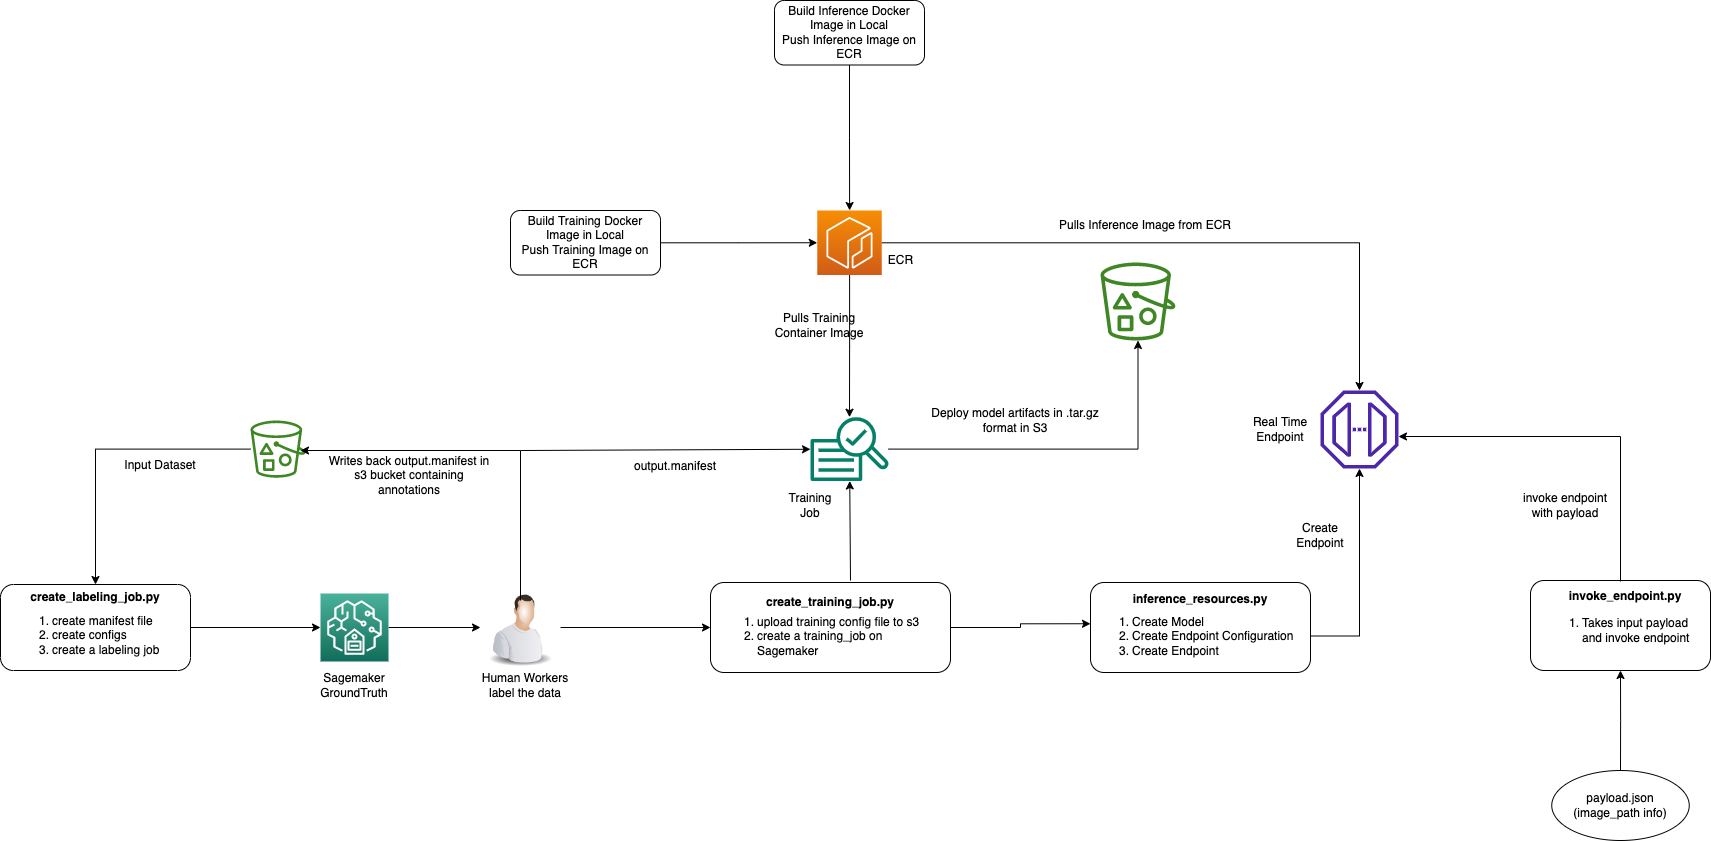 Build Inference Docker
Image in Local
Push Inference Image on
ECR
Build Training Docker
Image in Local
Push Training Image on
ECR
ECR
Pulls Inference Image from ECR
Pulls Training
Container Image
Deploy model artifacts in .tar.gz
format in S3
Real Time
Endpoint
Input Dataset
Writes back output.manifest in
s3 bucket containing
annotations
output.manifest
Training
Job
invoke endpoint
with payload
Create
Endpoint
create_labeling_job.py
1. create manifest file
2. create configs
3. create a labeling job
Sagemaker
GroundTruth
Human Workers
label the data
create_training_job.py
1. upload training config file to s3
2. create a training_job on
Sagemaker
inference_resources.py
1. Create Model
2. Create Endpoint Configuration
3. Create Endpoint
invoke_endpoint.py
1. Takes input payload
and invoke endpoint
payload.json
(image_path info)